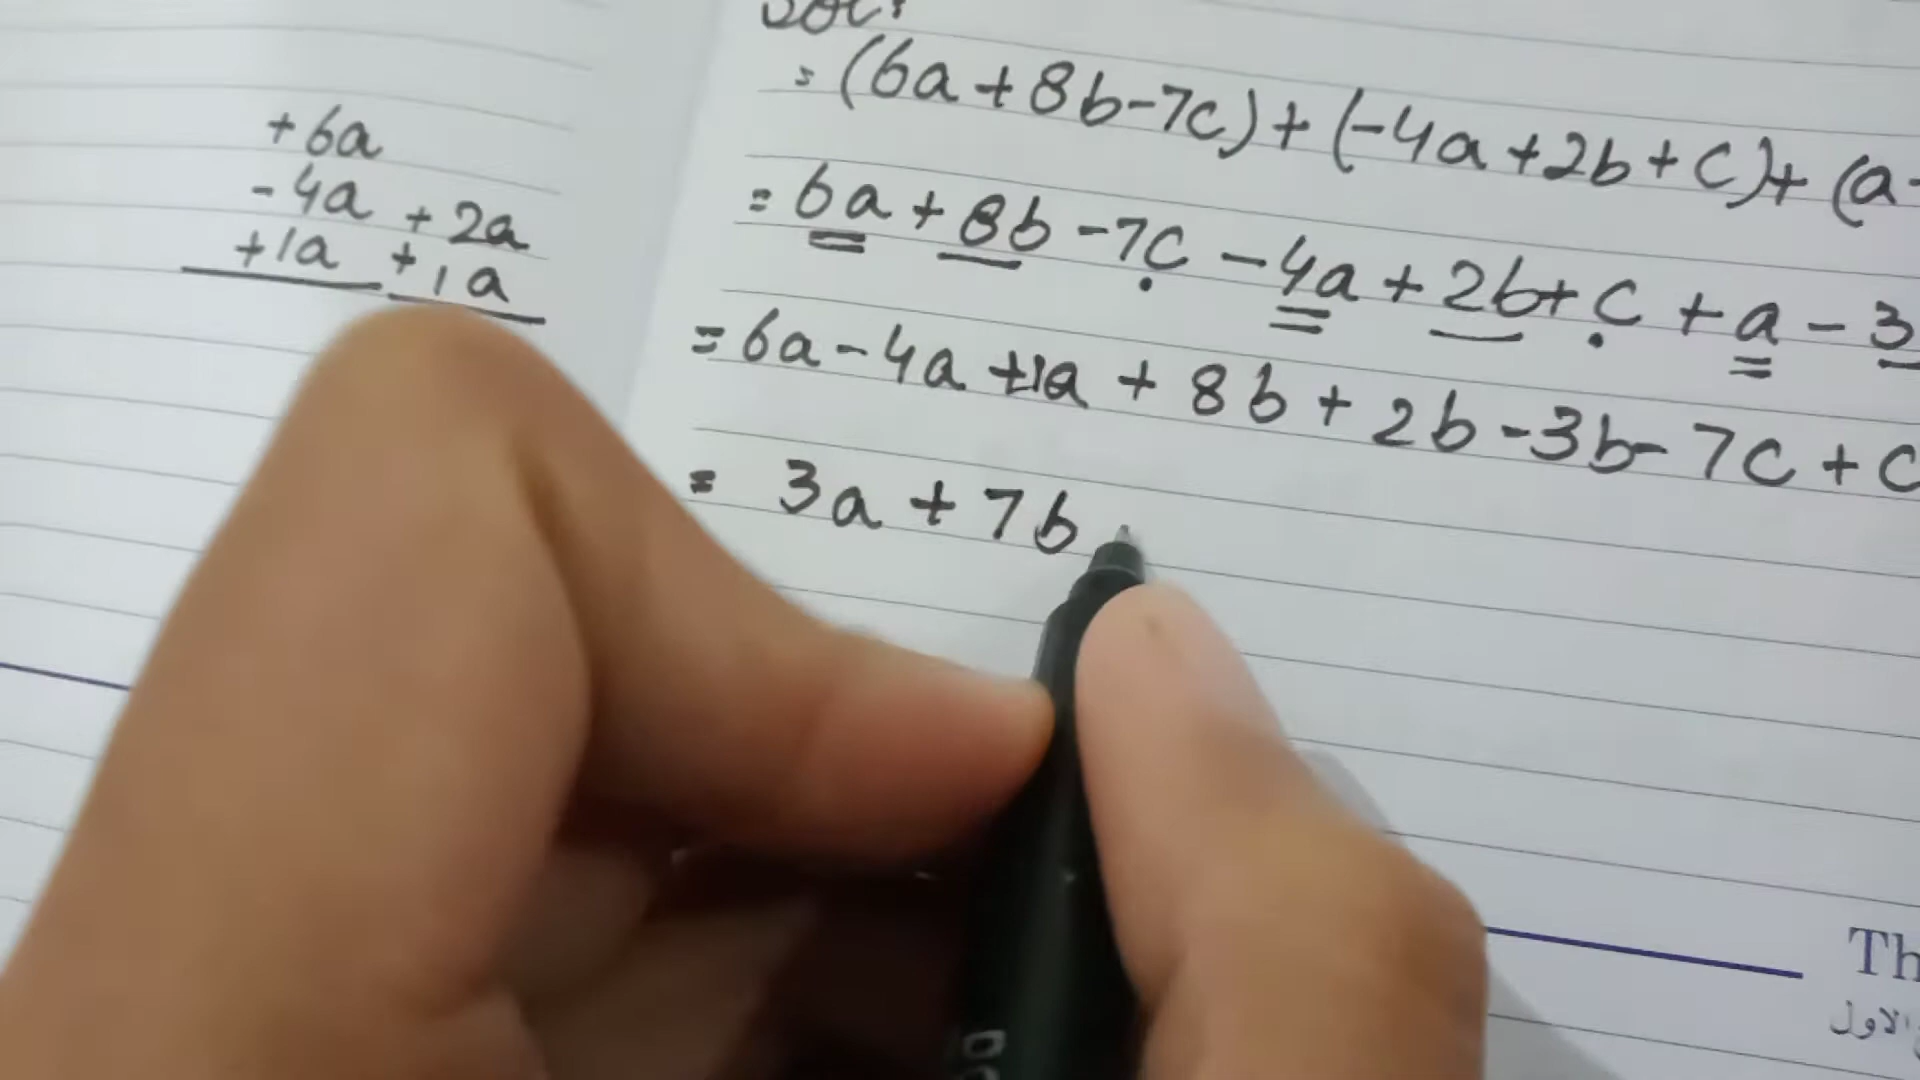 Sol:
= (6a + 8b - 7c) + (-4a + 2b + c) + (a -
= 6a + 8b - 7c - 4a + 2b + c + a - 3
= 6a - 4a + 1a + 8b + 2b - 3b - 7c + c
= 3a + 7b
+6a
- 4a + 2a
+1a + 1a
Th
الاول